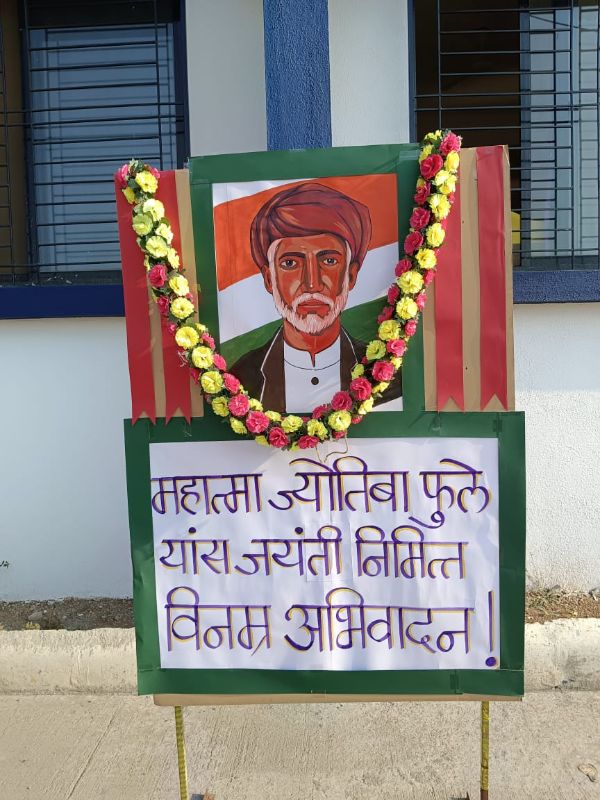 महात्मा ज्योतिबा फुले
यांस जयंती निमित्त
विनम्र अभिवादन!